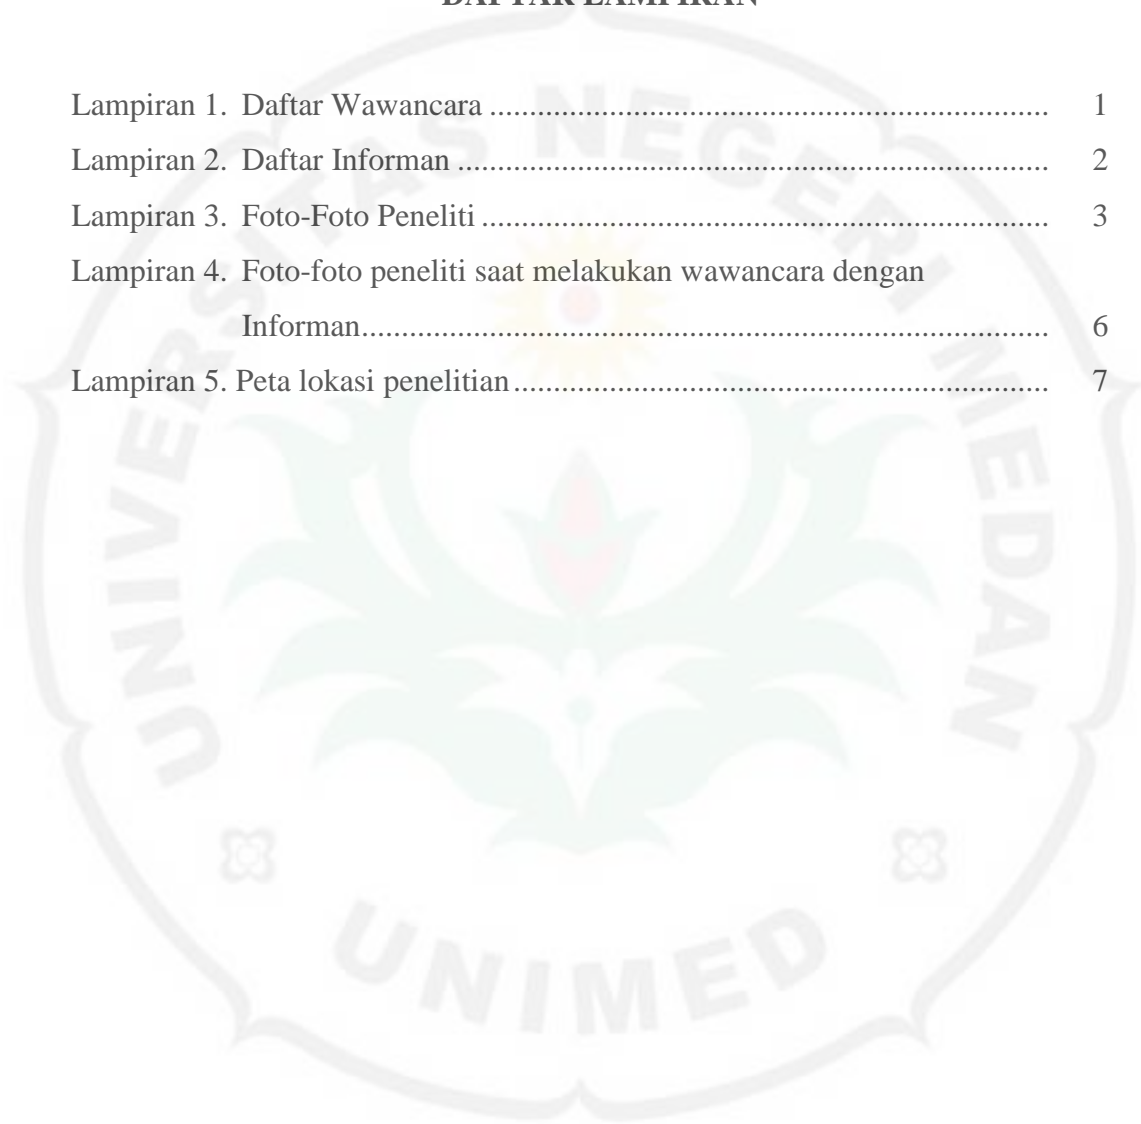 DAFTAR LAMPIRAN
Lampiran 1. Daftar Wawancara ...................................................................... 1
Lampiran 2. Daftar Informan .......................................................................... 2
Lampiran 3. Foto-Foto Peneliti ....................................................................... 3
Lampiran 4. Foto-foto peneliti saat melakukan wawancara dengan
Informan...................................................................................... 6
Lampiran 5. Peta lokasi penelitian ................................................................... 7
UNIVERSITAS NEGERI MEDAN
UNIMED